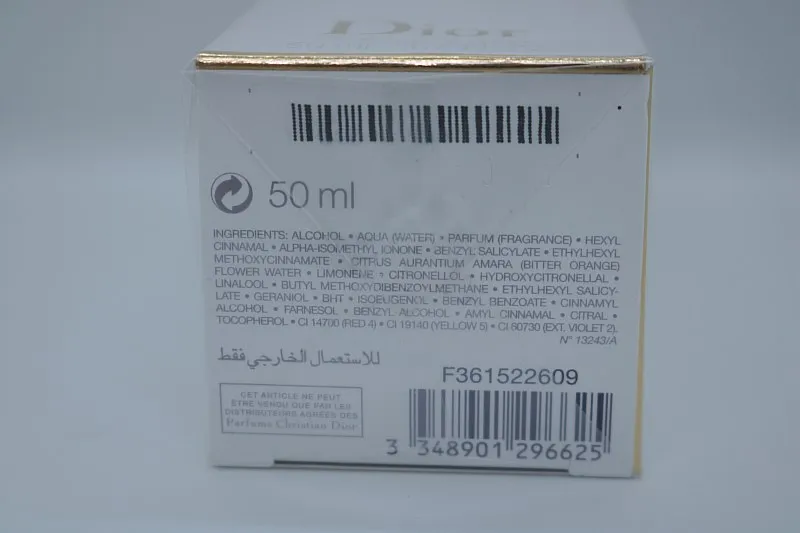 Dior
50 ml
INGREDIENTS: ALCOHOL • AQUA (WATER) • PARFUM (FRAGRANCE) • HEXYL
CINNAMAL • ALPHA-ISOMETHYL IONONE • BENZYL SALICYLATE • ETHYLHEXYL
METHOXYCINNAMATE • CITRUS AURANTIUM AMARA (BITTER ORANGE)
FLOWER WATER • LIMONENE • CITRONELLOL • HYDROXYCITRONELLAL •
LINALOOL • BUTYL METHOXYDIBENZOYLMETHANE • ETHYLHEXYL SALICY-
LATE • GERANIOL • BHT • ISOEUGENOL • BENZYL BENZOATE • CINNAMYL
ALCOHOL • FARNESOL • BENZYL ALCOHOL • AMYL CINNAMAL • CITRAL •
TOCOPHEROL • CI 14700 (RED 4) • CI 19140 (YELLOW 5) • CI 60730 (EXT. VIOLET 2).
N° 13243/A
للاستعمال الخارجي فقط
F361522609
CET ARTICLE NE PEUT
ETRE VENDU QUE PAR LES
DISTRIBUTEURS AGRÉES DES
Parfums Christian Dior
3 348901 296625